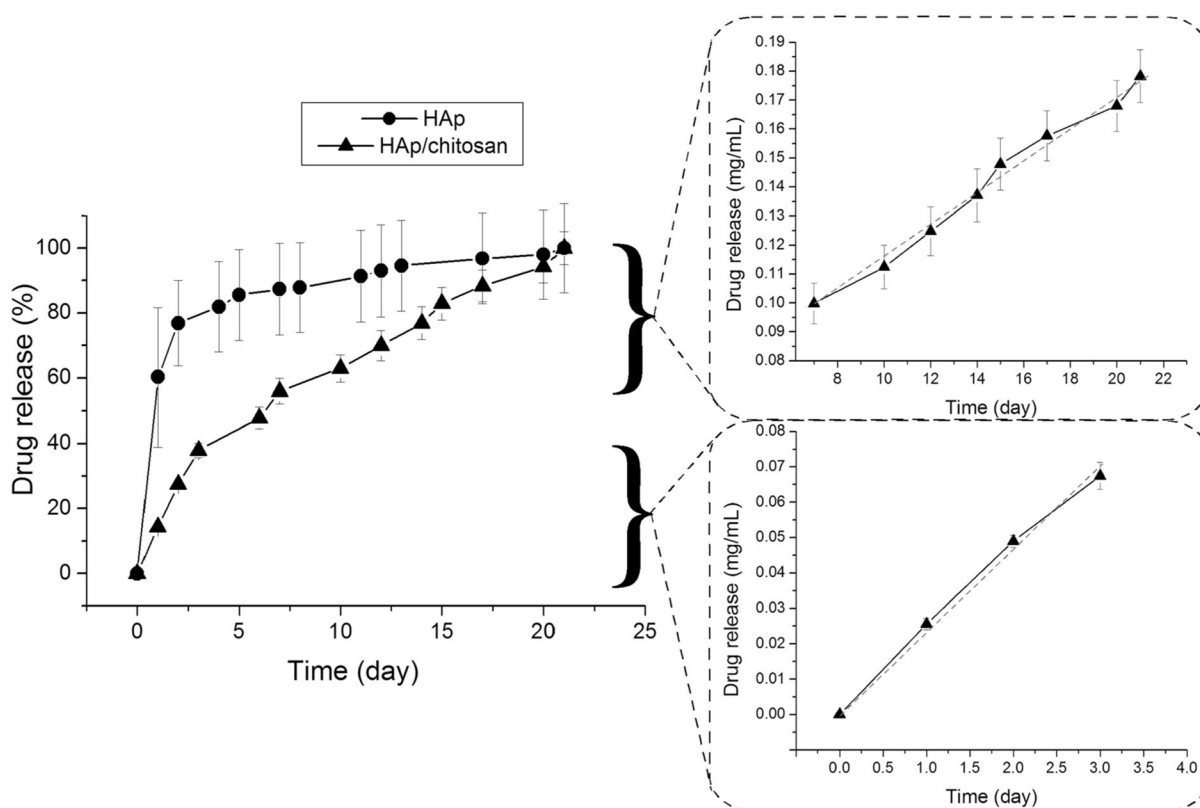 HAp
HAp/chitosan
Drug release (%)
100
80
60
40
20
0
0 5 10 15 20 25
Time (day)
Drug release (mg/mL)
0.19
0.18
0.17
0.16
0.15
0.14
0.13
0.12
0.11
0.10
0.09
0.08
8 10 12 14 16 18 20 22
Time (day)
Drug release (mg/mL)
0.08
0.07
0.06
0.05
0.04
0.03
0.02
0.01
0.00
0.0 0.5 1.0 1.5 2.0 2.5 3.0 3.5 4.0
Time (day)